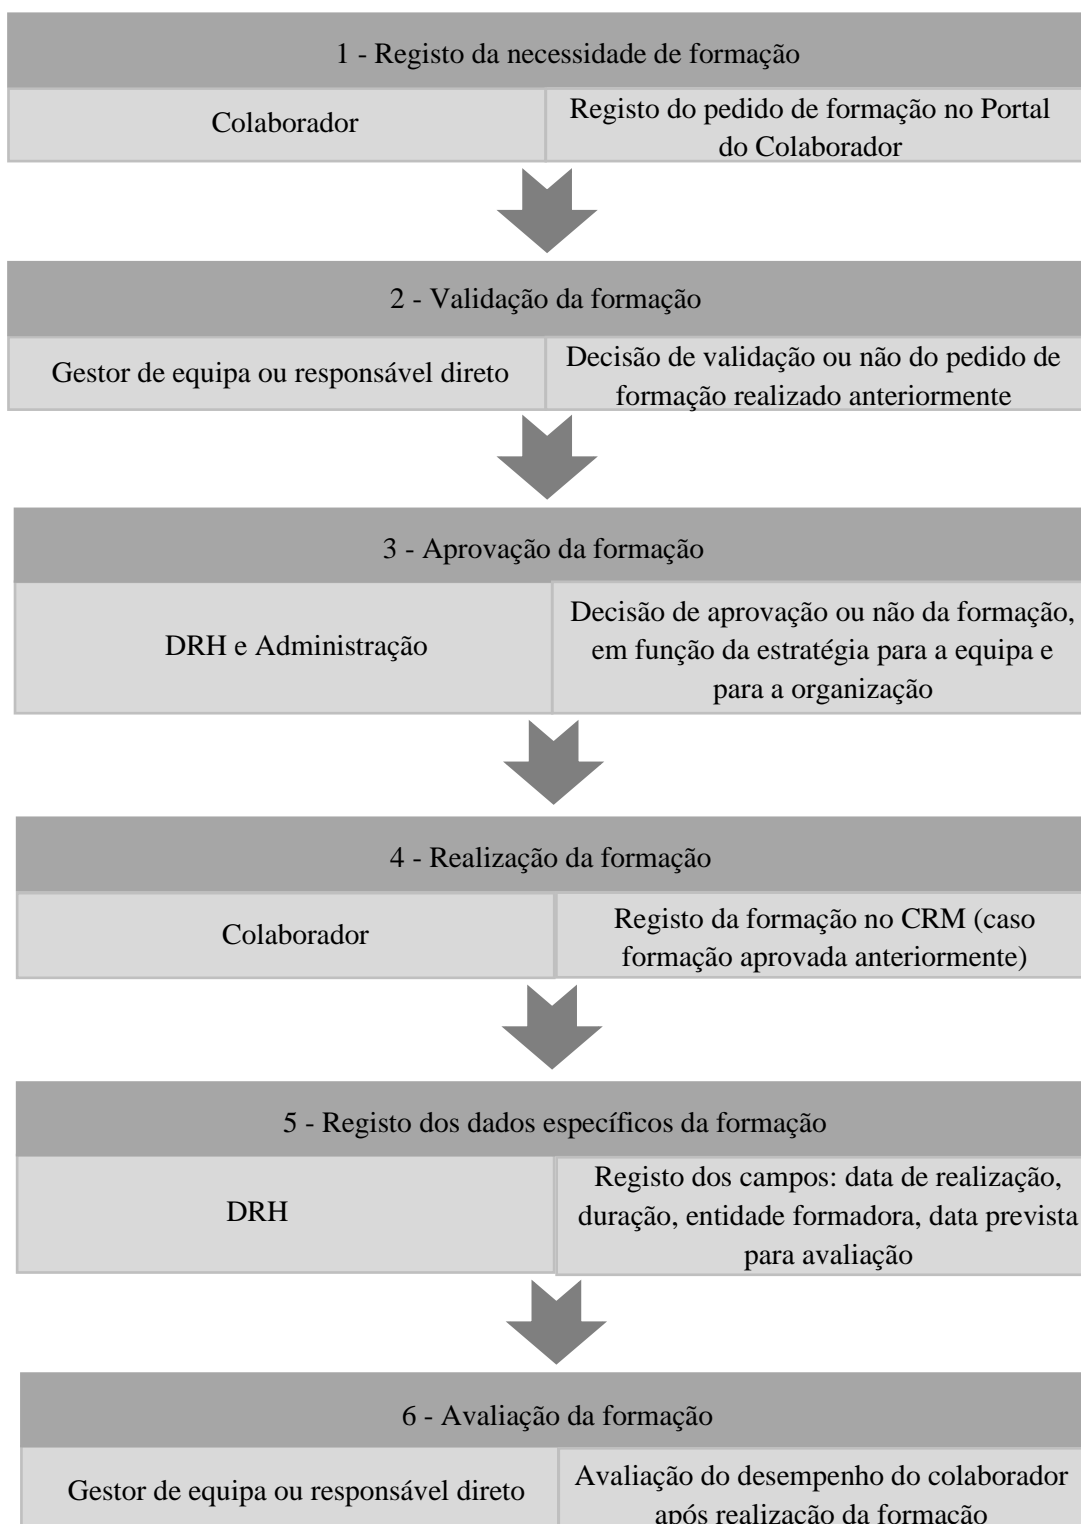 1 - Registo da necessidade de formação
Colaborador
Registo do pedido de formação no Portal
do Colaborador
2 - Validação da formação
Gestor de equipa ou responsável direto
Decisão de validação ou não do pedido de
formação realizado anteriormente
3 - Aprovação da formação
DRH e Administração
Decisão de aprovação ou não da formação,
em função da estratégia para a equipa e
para a organização
4 - Realização da formação
Colaborador
Registo da formação no CRM (caso
formação aprovada anteriormente)
5 - Registo dos dados específicos da formação
DRH
Registo dos campos: data de realização,
duração, entidade formadora, data prevista
para avaliação
6 - Avaliação da formação
Gestor de equipa ou responsável direto
Avaliação do desempenho do colaborador
após realização da formação